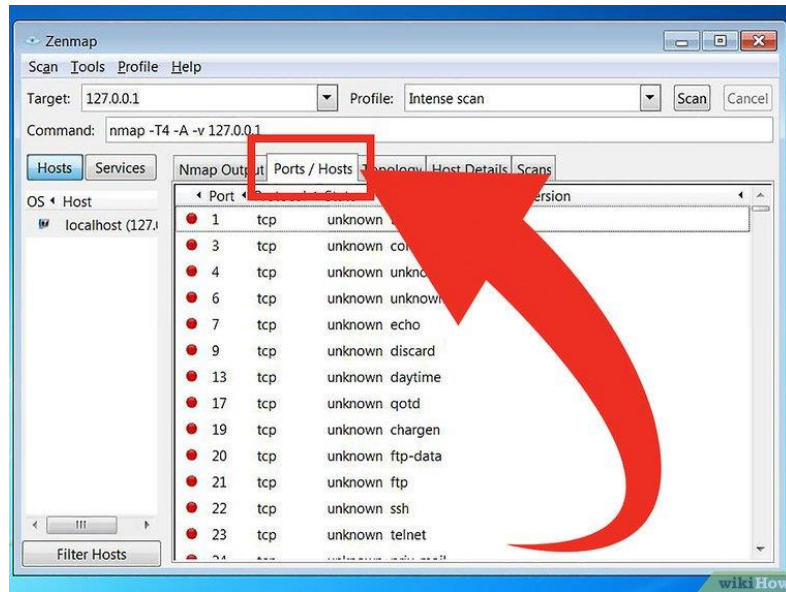 Zenmap
Scan Tools Profile Help
Target: 127.0.0.1 Profile: Intense scan Scan Cancel
Command: nmap -T4 -A -v 127.0.0.1
Hosts Services Nmap Output Ports / Hosts Topology Host Details Scans
OS Host Port Protocol State
localhost (127. 1 tcp unknown
3 tcp unknown
4 tcp unknown
6 tcp unknown unknown
7 tcp unknown echo
9 tcp unknown discard
13 tcp unknown daytime
17 tcp unknown qotd
19 tcp unknown chargen
20 tcp unknown ftp-data
21 tcp unknown ftp
22 tcp unknown ssh
23 tcp unknown telnet
Filter Hosts
wikiHow